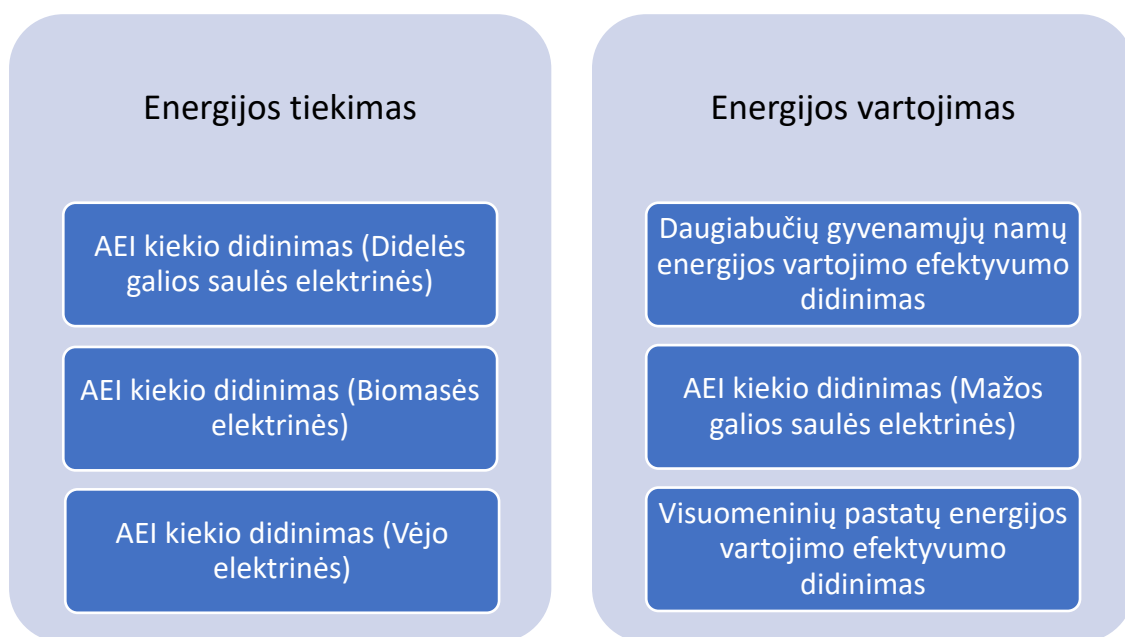 Energijos tiekimas
AEI kiekio didinimas (Didelės
galios saulės elektrinės)
AEI kiekio didinimas (Biomasės
elektrinės)
AEI kiekio didinimas (Vėjo
elektrinės)
Energijos vartojimas
Daugiabučių gyvenamųjų namų
energijos vartojimo efektyvumo
didinimas
AEI kiekio didinimas (Mažos
galios saulės elektrinės)
Visuomeninių pastatų energijos
vartojimo efektyvumo
didinimas